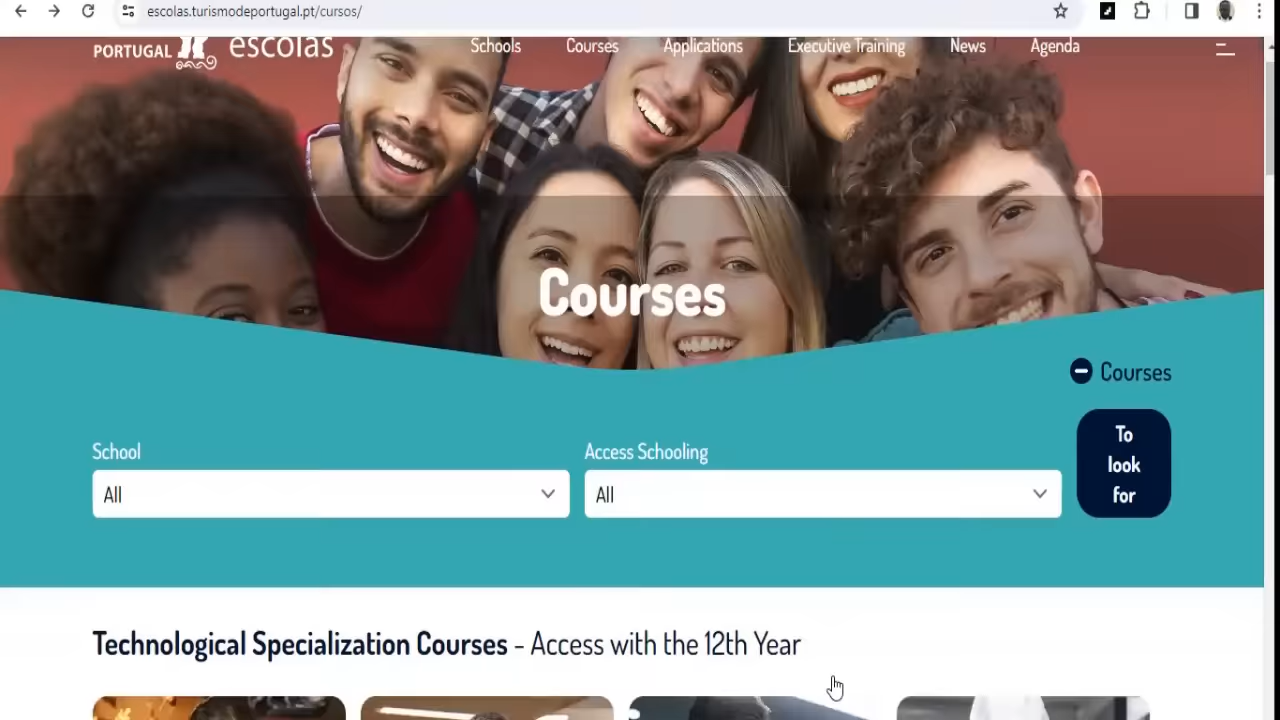 escolas.turismodeportugal.pt/cursos/
PORTUGAL escolas
Schools Courses Applications Executive Training News Agenda
Courses
Courses
School
All
Access Schooling
All
To
look
for
Technological Specialization Courses - Access with the 12th Year